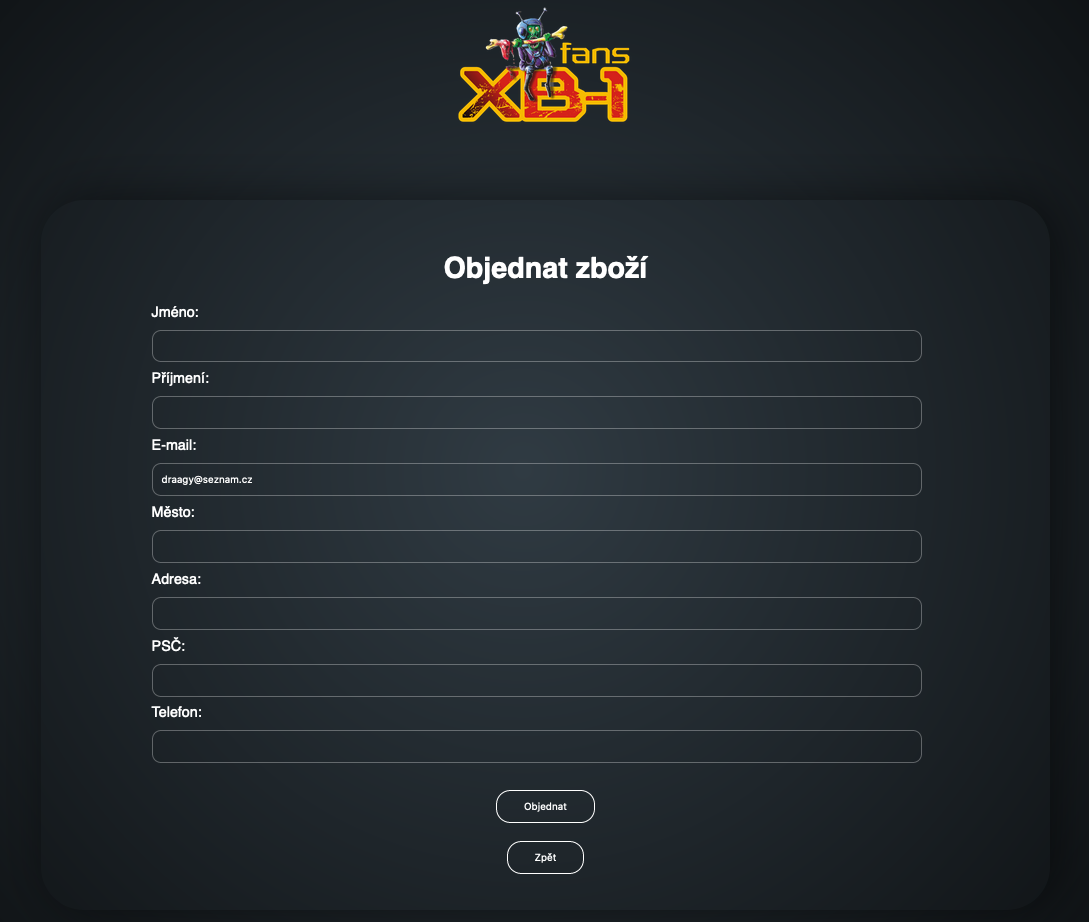 fans
XB-1
Objednat zboží
Jméno:
Příjmení:
E-mail:
draagy@seznam.cz
Město:
Adresa:
PSČ:
Telefon:
Objednat
Zpět